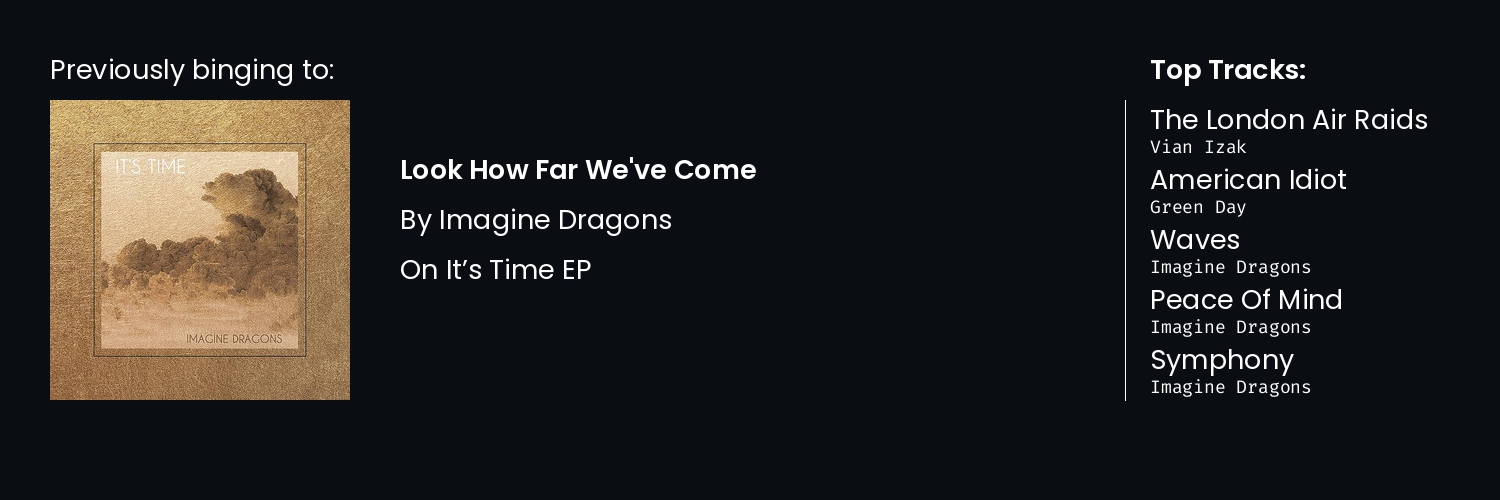 Previously binging to:
IT'S TIME
IMAGINE DRAGONS
Look How Far We've Come
By Imagine Dragons
On It’s Time EP
Top Tracks:
The London Air Raids
Vian Izak
American Idiot
Green Day
Waves
Imagine Dragons
Peace Of Mind
Imagine Dragons
Symphony
Imagine Dragons